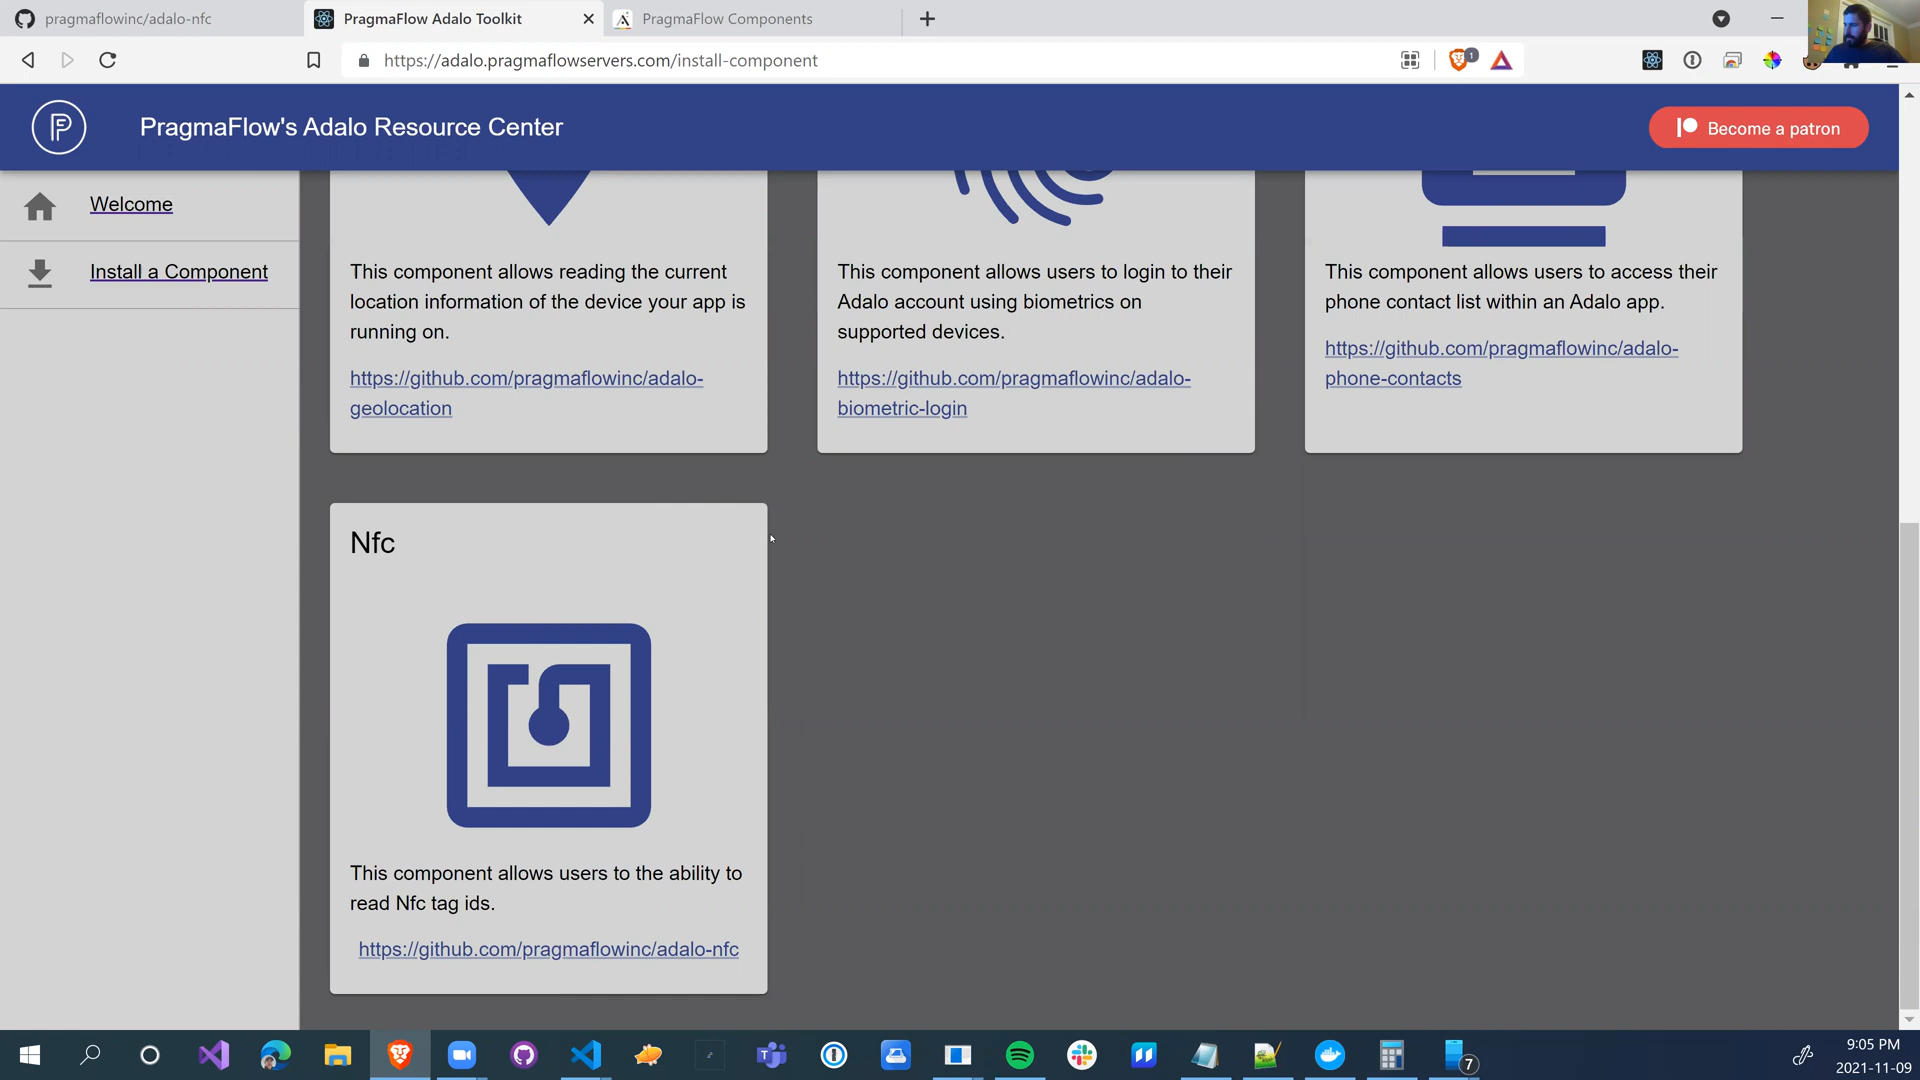 pragmaflowinc/adalo-nfc
PragmaFlow Adalo Toolkit
PragmaFlow Components
https://adalo.pragmaflowservers.com/install-component
1
PragmaFlow's Adalo Resource Center
Become a patron
Welcome
Install a Component
This component allows reading the current
location information of the device your app is
running on.
https://github.com/pragmaflowinc/adalo-
geolocation
This component allows users to login to their
Adalo account using biometrics on
supported devices.
https://github.com/pragmaflowinc/adalo-
biometric-login
This component allows users to access their
phone contact list within an Adalo app.
https://github.com/pragmaflowinc/adalo-
phone-contacts
Nfc
This component allows users to the ability to
read Nfc tag ids.
https://github.com/pragmaflowinc/adalo-nfc
7
9:05 PM
2021-11-09